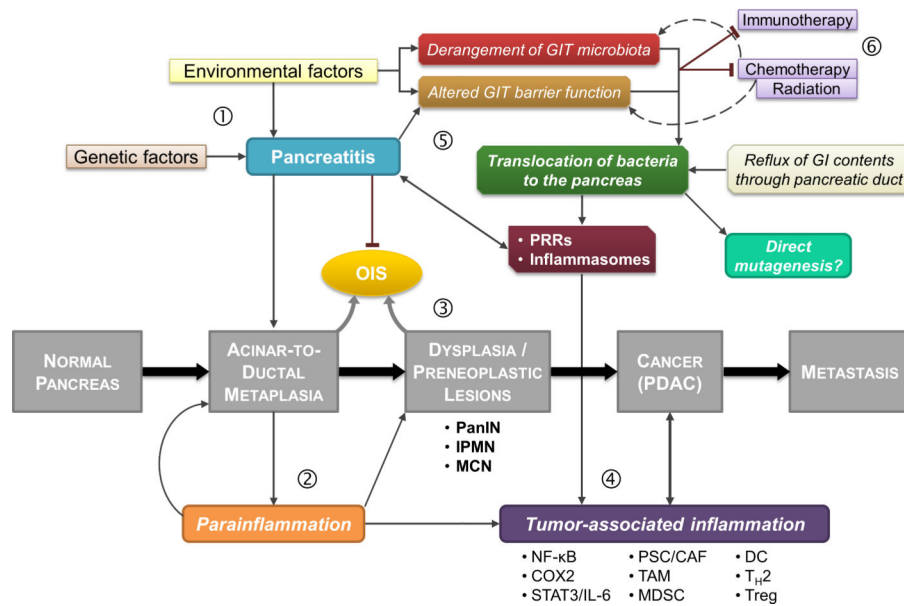 Immunotherapy
⑥
Derangement of GIT microbiota
Environmental factors
Chemotherapy
Radiation
Altered GIT barrier function
①
⑤
Genetic factors
Pancreatitis
Translocation of bacteria
to the pancreas
Reflux of GI contents
through pancreatic duct
• PRRs
• Inflammasomes
Direct
mutagenesis?
OIS
③
NORMAL
PANCREAS
ACINAR-TO-
DUCTAL
METAPLASIA
DYSPLASIA /
PRENEOPLASTIC
LESIONS
CANCER
(PDAC)
METASTASIS
• PanIN
• IPMN
• MCN
②
④
Parainflammation
Tumor-associated inflammation
• NF-κB
• COX2
• STAT3/IL-6
• PSC/CAF
• TAM
• MDSC
• DC
• TH2
• Treg